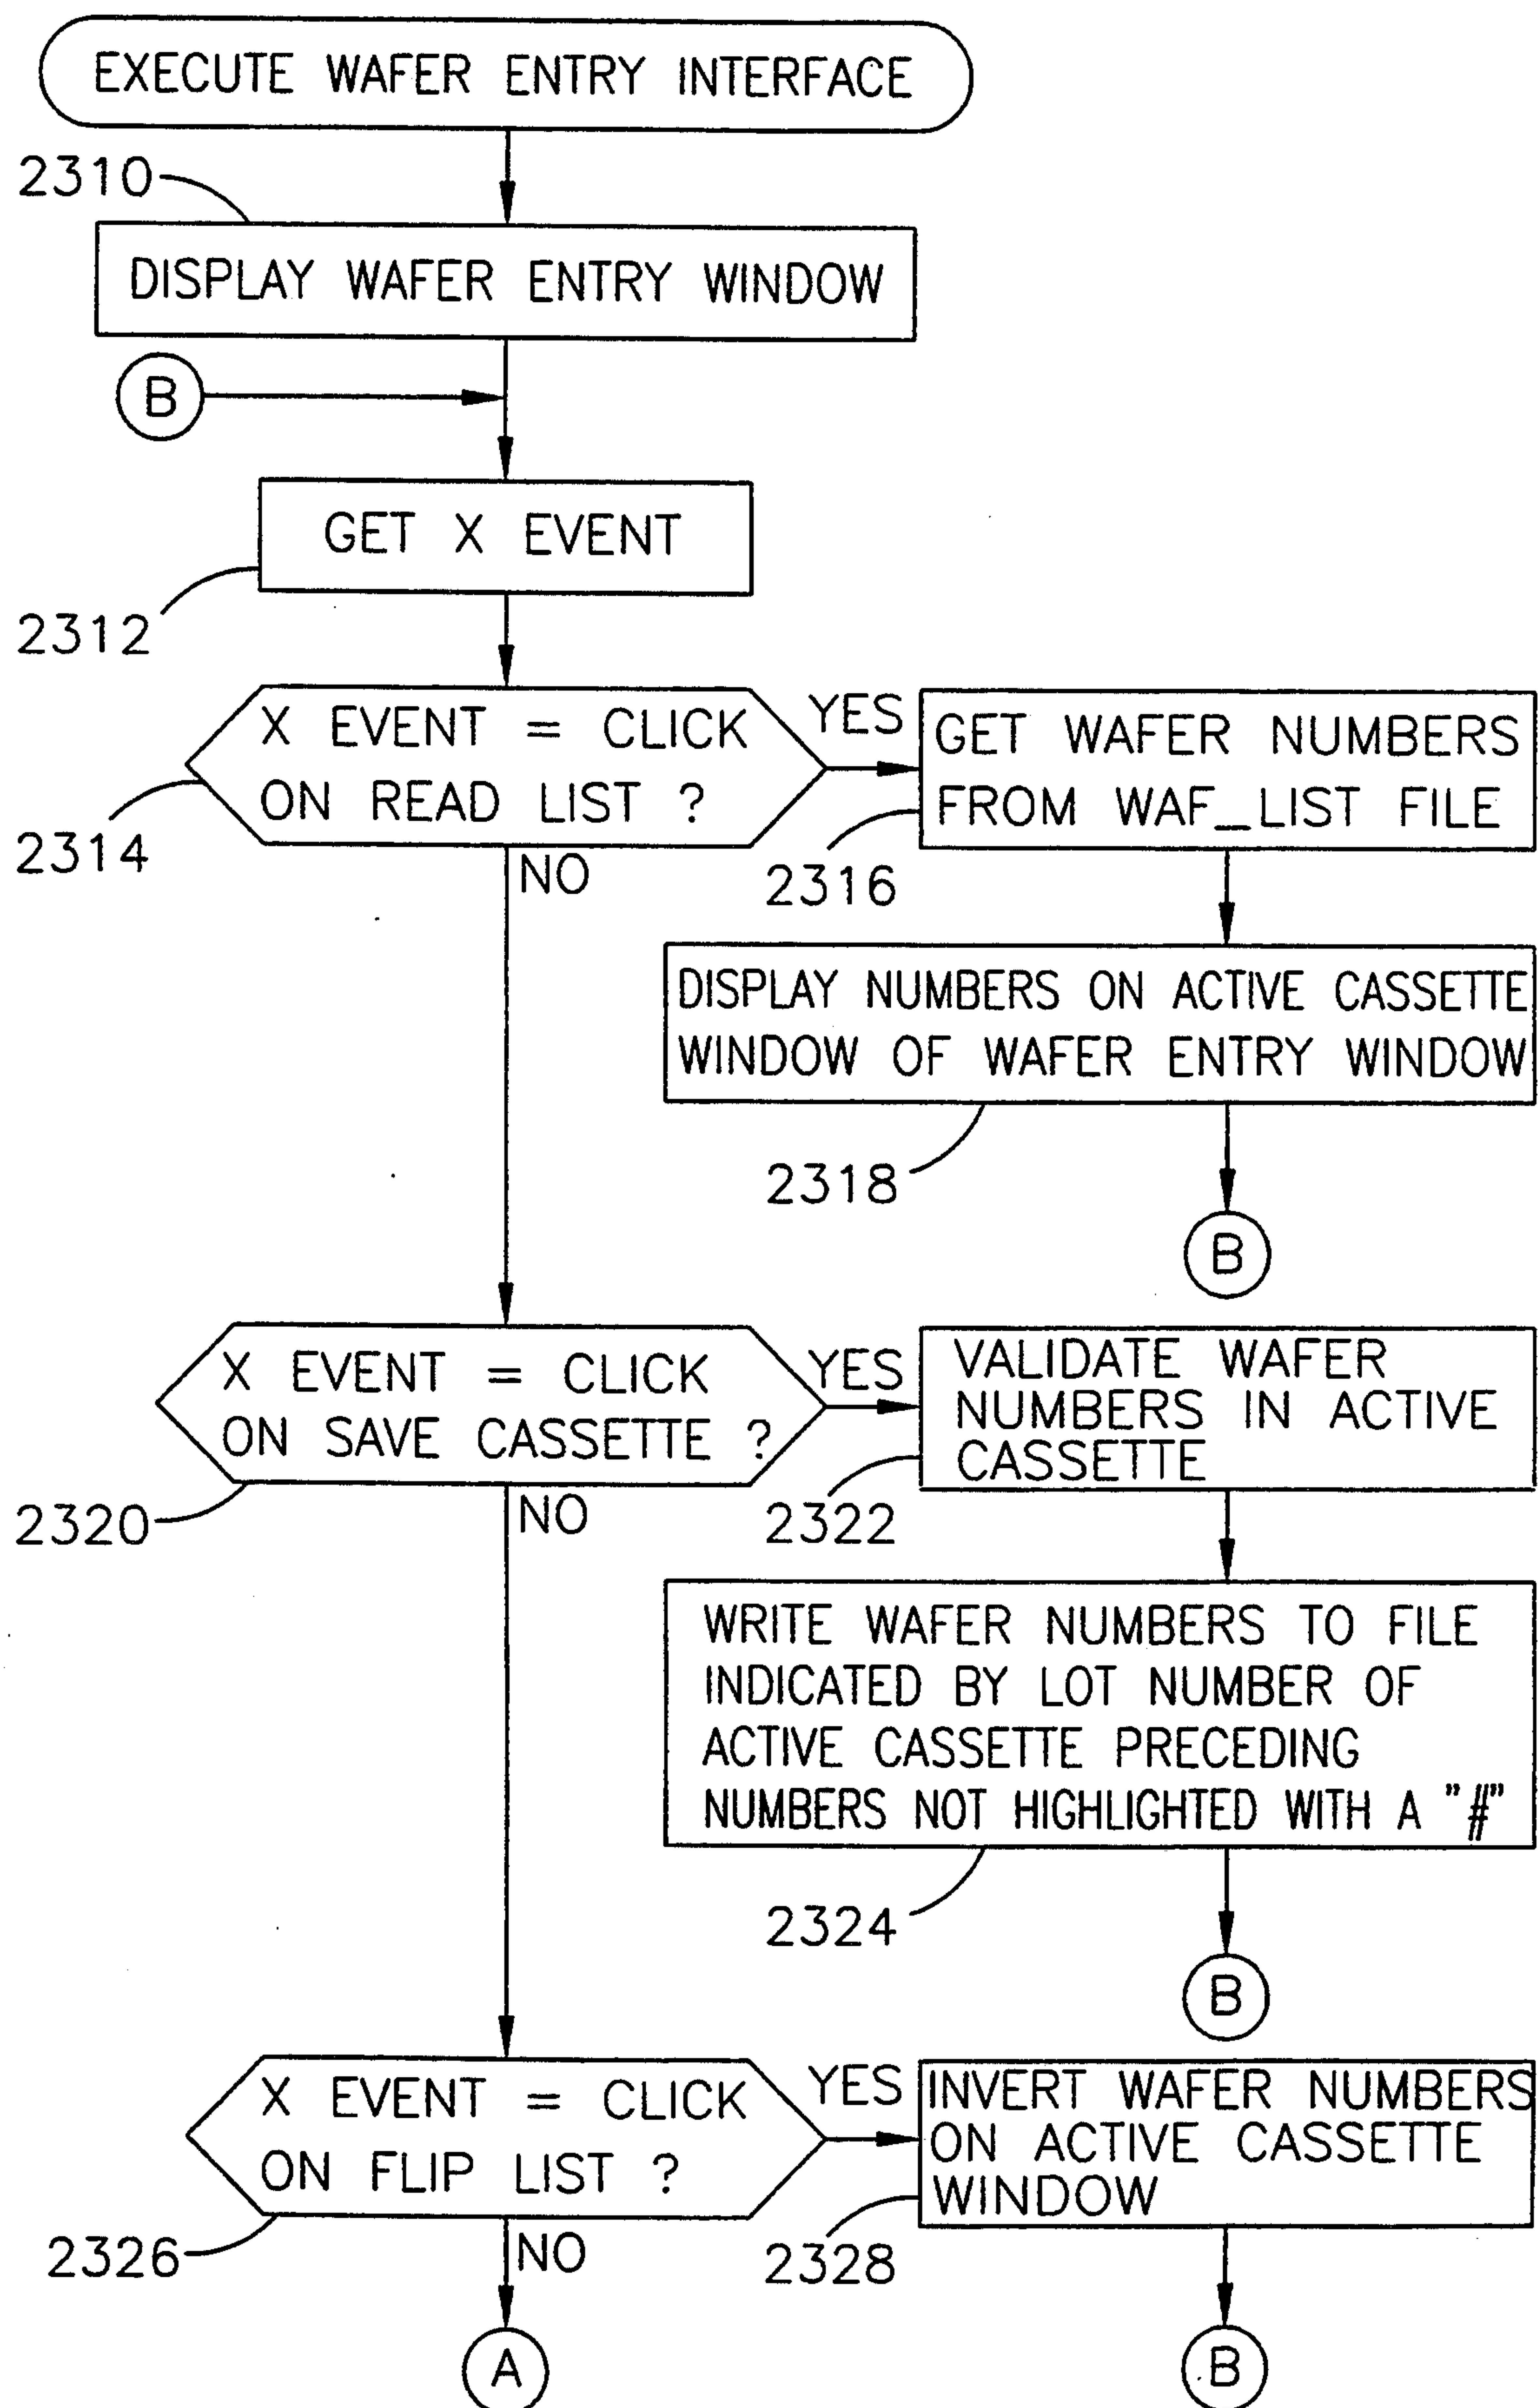 EXECUTE WAFER ENTRY INTERFACE
2310
DISPLAY WAFER ENTRY WINDOW
B
GET X EVENT
2312
X EVENT = CLICK
ON READ LIST ?
YES
GET WAFER NUMBERS
FROM WAF_LIST FILE
2314
NO
2316
DISPLAY NUMBERS ON ACTIVE CASSETTE
WINDOW OF WAFER ENTRY WINDOW
2318
B
X EVENT = CLICK
ON SAVE CASSETTE ?
YES
VALIDATE WAFER
NUMBERS IN ACTIVE
CASSETTE
2320
NO
2322
WRITE WAFER NUMBERS TO FILE
INDICATED BY LOT NUMBER OF
ACTIVE CASSETTE PRECEDING
NUMBERS NOT HIGHLIGHTED WITH A "#"
2324
B
X EVENT = CLICK
ON FLIP LIST ?
YES
INVERT WAFER NUMBERS
ON ACTIVE CASSETTE
WINDOW
2326
NO
2328
A
B